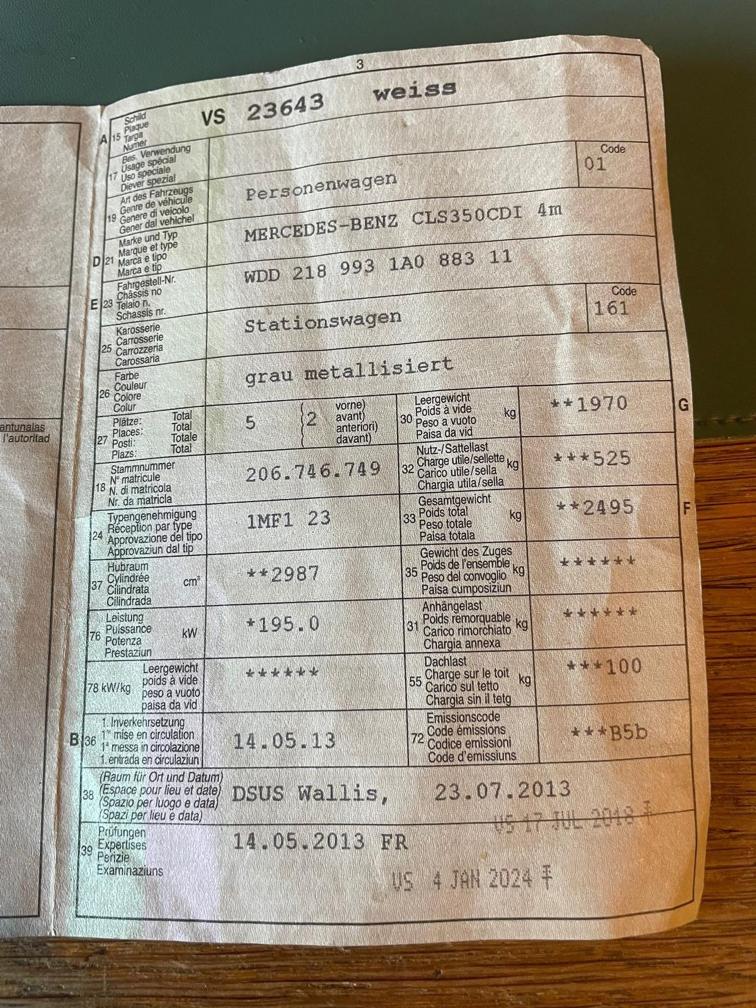 3
A 15 Schild Plaque Targa Numer VS 23643 weiss
17 Bes. Verwendung Usage spécial Uso speciale Diever spezial
19 Art des Fahrzeugs Genre de véhicule Genere di veicolo Gener dal vehichel Personenwagen Code 01
D 21 Marke und Typ Marque et type Marca e tipo Marca e tip MERCEDES-BENZ CLS350CDI 4m
E 23 Fahrgestell-Nr. Châssis no Telaio n. Schassis nr. WDD 218 993 1A0 883 11
25 Karosserie Carrosserie Carrozzeria Carossaria Stationswagen Code 161
26 Farbe Couleur Colore Colur grau metallisiert
27 Plätze: Total Places: Total Posti: Totale Plazs: Total 5 (2 vorne) avant) anteriori) davant)
30 Leergewicht Poids à vide Peso a vuoto Paisa da vid kg **1970 G
antunalas
l'autoritad
18 Stammnummer N° matricule N. di matricola Nr. da matricla 206.746.749
32 Nutz-/Sattellast Charge utile/sellette Carico utile/sella Chargia utila/sella kg ***525
24 Typengenehmigung Réception par type Approvazione del tipo Approvaziun dal tip 1MF1 23
33 Gesamtgewicht Poids total Peso totale Paisa totala kg **2495 F
37 Hubraum Cylindrée Cilindrata Cilindrada cm³ **2987
35 Gewicht des Zuges Poids de l'ensemble Peso del convoglio Paisa cumposiziun kg ******
76 Leistung Puissance Potenza Prestaziun kW *195.0
31 Anhängelast Poids remorquable Carico rimorchiato Chargia annexa kg ******
78 kW/kg Leergewicht poids à vide peso a vuoto paisa da vid ******
55 Dachlast Charge sur le toit Carico sul tetto Chargia sin il tetg kg ***100
B 36 1. Inverkehrsetzung 1re mise en circulation 1a messa in circolazione 1. entrada en circulaziun 14.05.13
72 Emissionscode Code émissions Codice emissioni Code d'emissiuns ***B5b
38 (Raum für Ort und Datum) (Espace pour lieu et date) (Spazio per luogo e data) (Spazi per lieu e data) DSUS Wallis, 23.07.2013
US 17 JUL 2018
39 Prüfungen Expertises Perizie Examinaziuns 14.05.2013 FR
US 4 JAN 2024